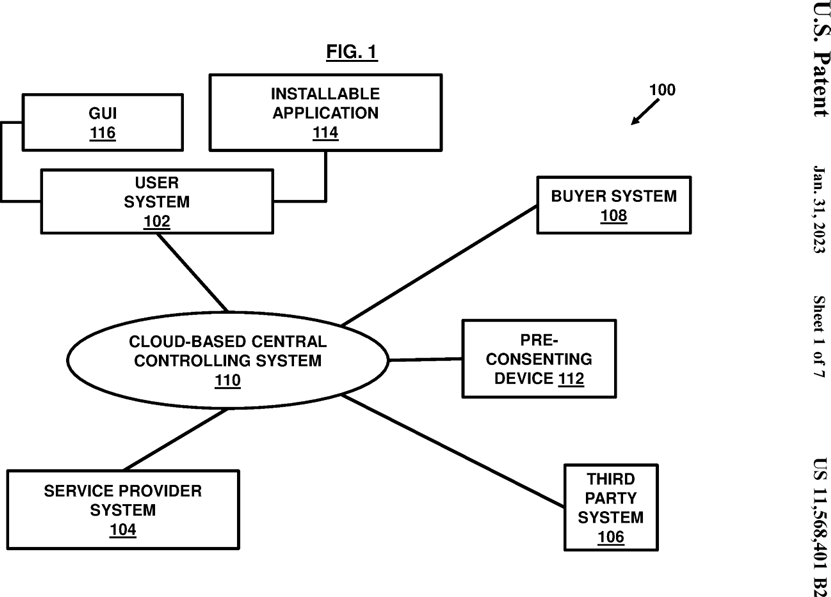 U.S. Patent
Jan. 31, 2023
Sheet 1 of 7
US 11,568,401 B2
FIG. 1
100
GUI
116
INSTALLABLE
APPLICATION
114
USER
SYSTEM
102
BUYER SYSTEM
108
CLOUD-BASED CENTRAL
CONTROLLING SYSTEM
110
PRE-
CONSENTING
DEVICE 112
SERVICE PROVIDER
SYSTEM
104
THIRD
PARTY
SYSTEM
106